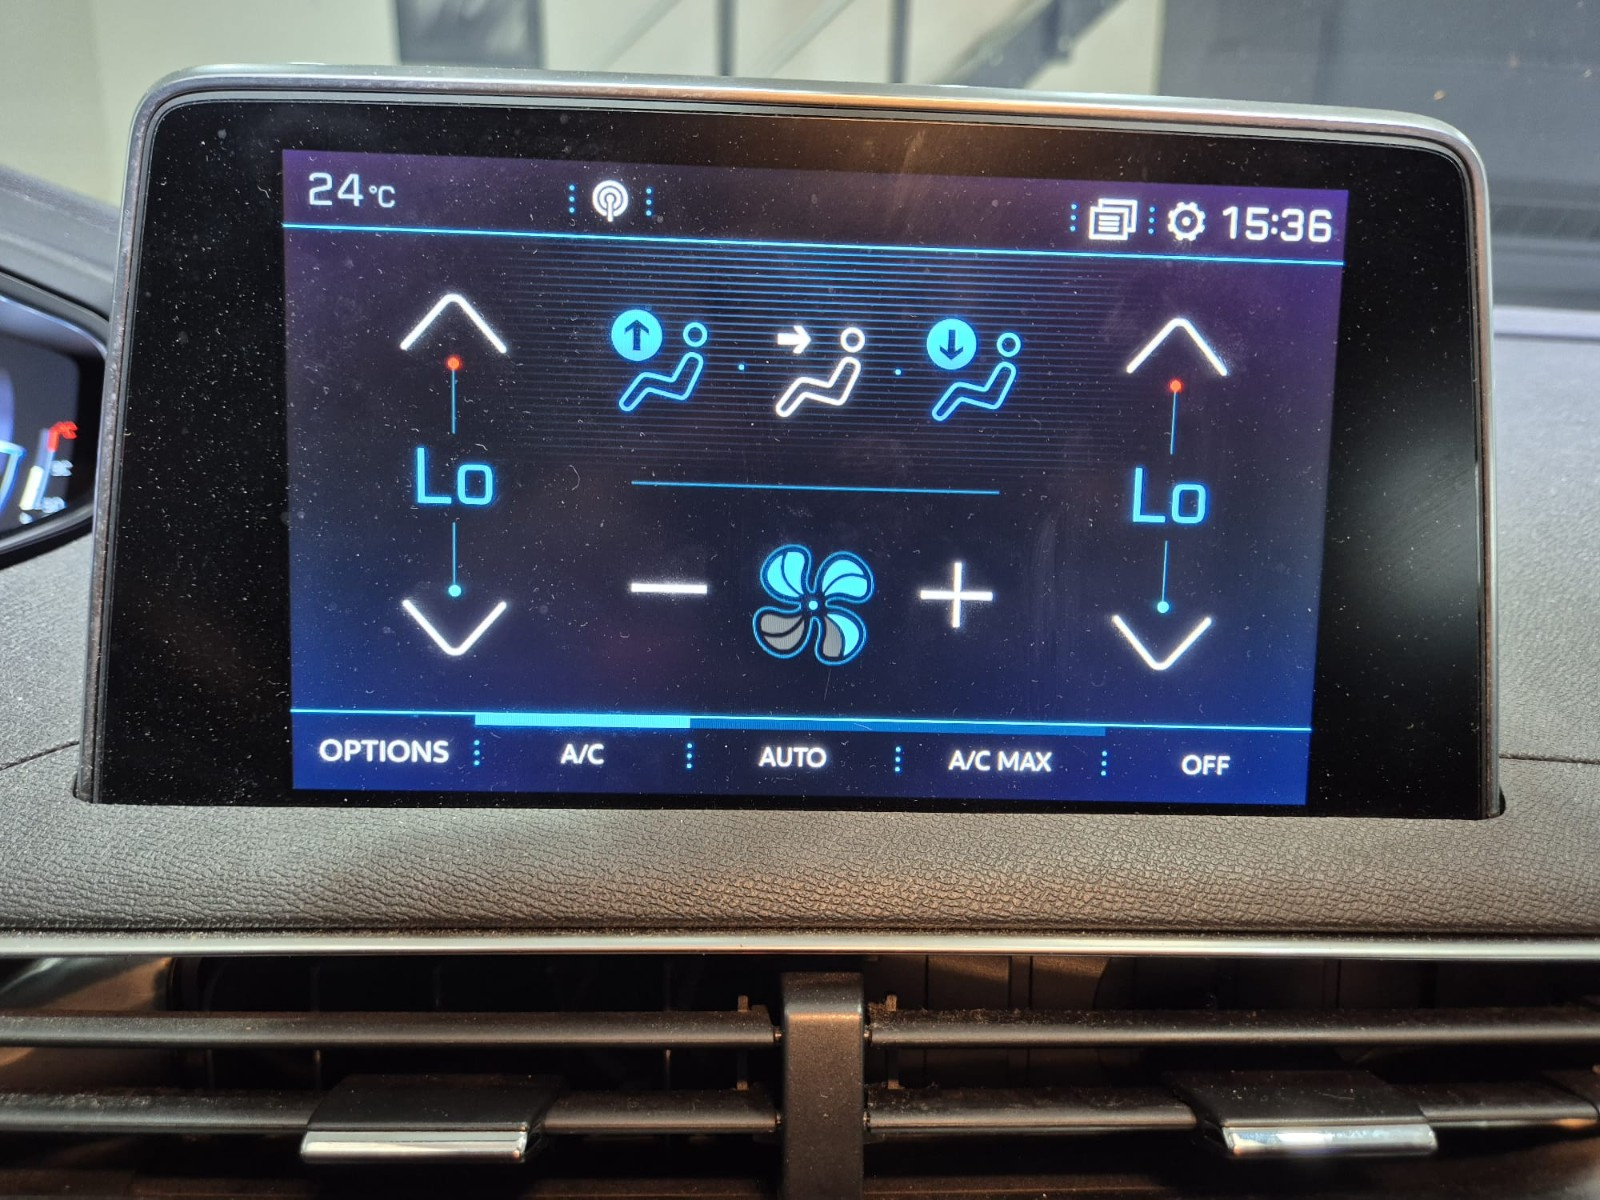 24°C
15:36
Lo
Lo
OPTIONS
A/C
AUTO
A/C MAX
OFF